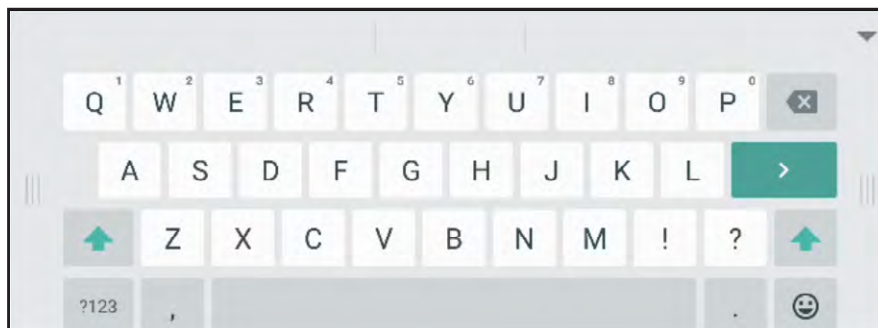 Q 1 W 2 E 3 R 4 T 5 Y 6 U 7 I 8 O 9 P 0
A S D F G H J K L >
Z X C V B N M ! ?
?123 , .